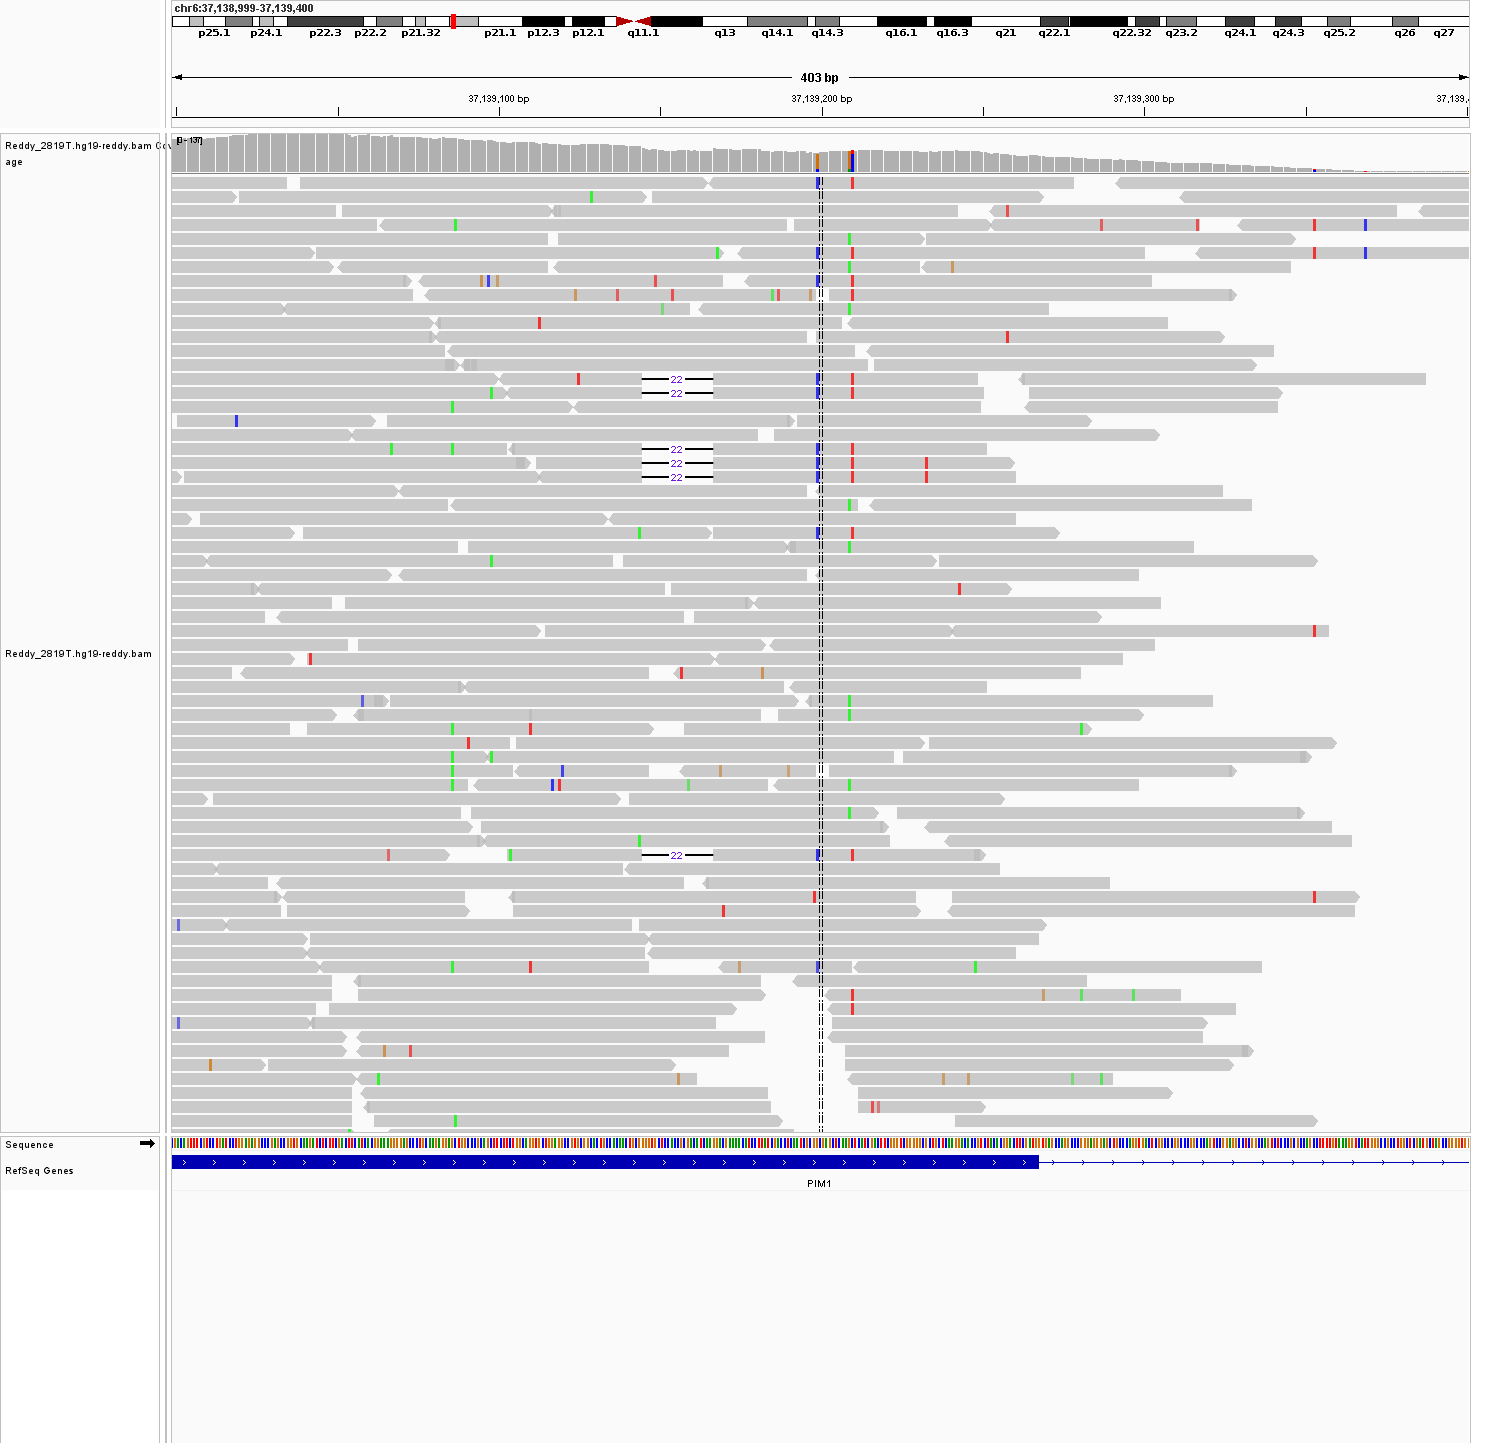 chr6:37,138,999-37,139,400
p25.1 p24.1 p22.3 p22.2 p21.32 p21.1 p12.3 p12.1 q11.1 q13 q14.1 q14.3 q16.1 q16.3 q21 q22.1 q22.32 q23.2 q24.1 q24.3 q25.2 q26 q27
403 bp
37,139,100 bp 37,139,200 bp 37,139,300 bp 37,139,
[0 - 137]
Reddy_2819T.hg19-reddy.bam Cov
age
22
22
22
22
22
Reddy_2819T.hg19-reddy.bam
22
Sequence
RefSeq Genes
PIM1